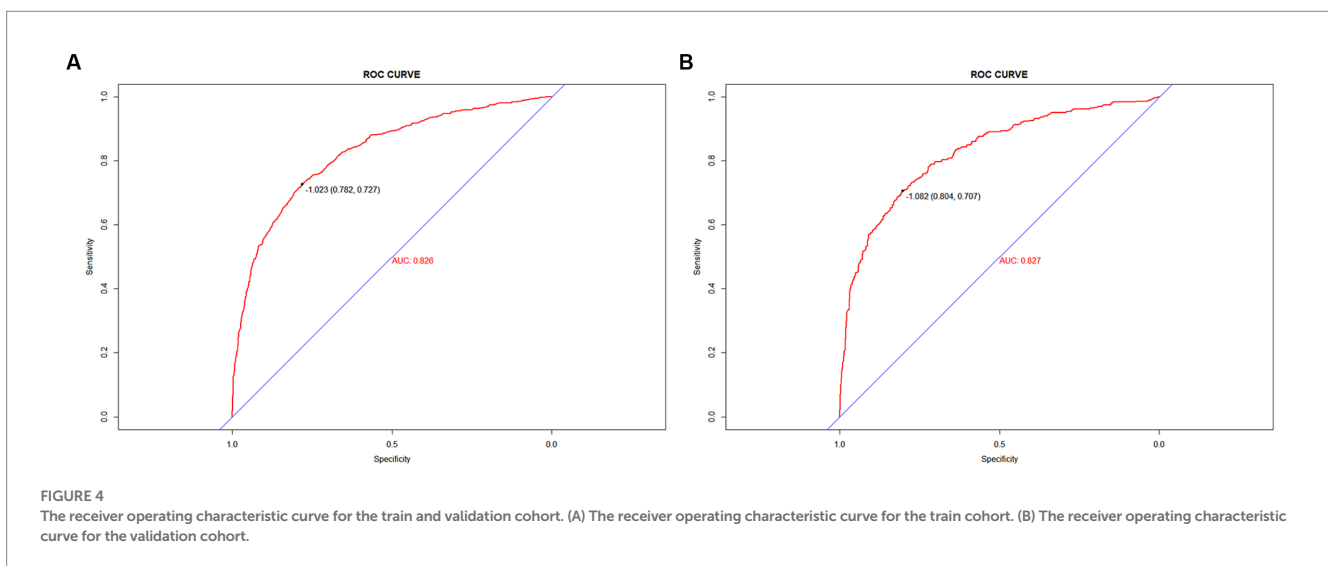 A
ROC CURVE
1.0
0.8
0.6
0.4
0.2
0.0
Sensitivity
-1.023 (0.782, 0.727)
AUC: 0.826
1.0
0.5
0.0
Specificity
B
ROC CURVE
1.0
0.8
0.6
0.4
0.2
0.0
Sensitivity
-1.082 (0.804, 0.707)
AUC: 0.827
1.0
0.5
0.0
Specificity
FIGURE 4
The receiver operating characteristic curve for the train and validation cohort. (A) The receiver operating characteristic curve for the train cohort. (B) The receiver operating characteristic
curve for the validation cohort.